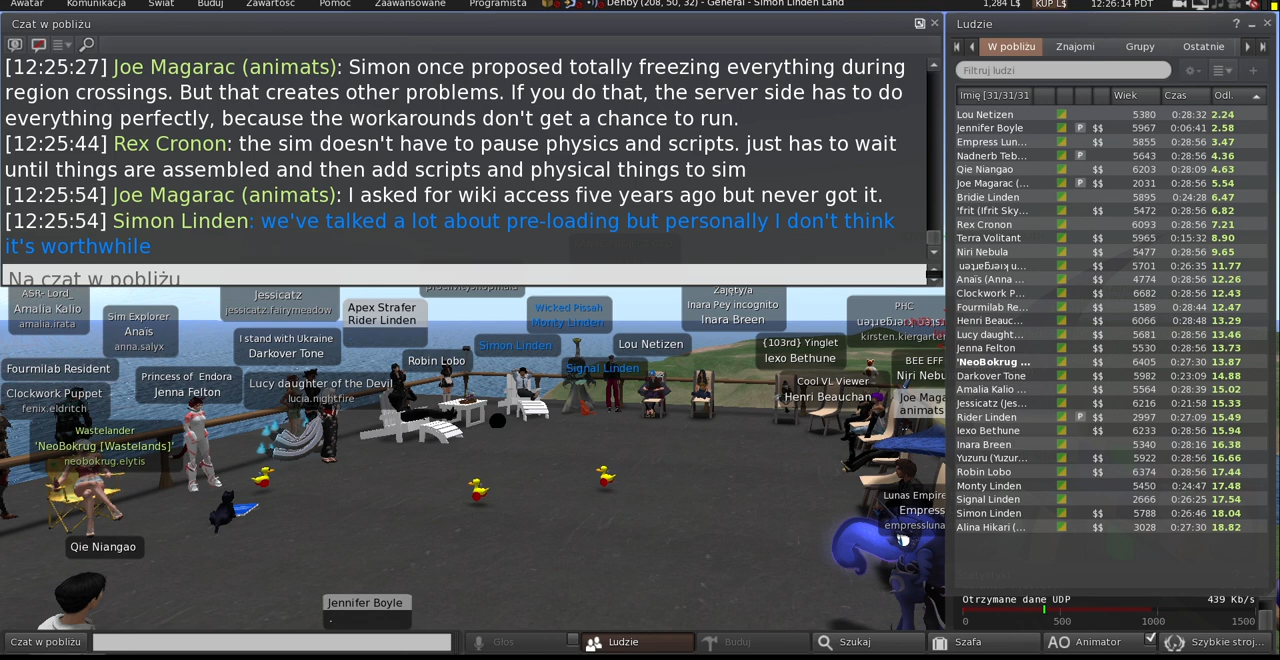 Awatar Komunikacja Świat Buduj Zawartość Pomoc Zaawansowane Programista Denby (208, 50, 32) - General - Simon Linden Land 1,284 L$ KUP L$ 12:26:14 PDT
Czat w pobliżu
[12:25:27] Joe Magarac (animats): Simon once proposed totally freezing everything during
region crossings. But that creates other problems. If you do that, the server side has to do
everything perfectly, because the workarounds don't get a chance to run.
[12:25:44] Rex Cronon: the sim doesn't have to pause physics and scripts. just has to wait
until things are assembled and then add scripts and physical things to sim
[12:25:54] Joe Magarac (animats): I asked for wiki access five years ago but never got it.
[12:25:54] Simon Linden: we've talked a lot about pre-loading but personally I don't think
it's worthwhile
Na czat w pobliżu
ASR- Lord_
Amalia Kalio
amalia.irata
Sim Explorer
Anaïs
anna.salyx
Jessicatz
jessicatz.fairymeadow
Apex Strafer
Rider Linden
Wicked Pissah
Monty Linden
Zajęty/a
Inara Pey incognito
Inara Breen
PHC
kirsten.kiergarten
I stand with Ukraine
Darkover Tone
Simon Linden
Lou Netizen
{103rd} Yinglet
Iexo Bethune
Fourmilab Resident
Robin Lobo
Signal Linden
BEE EFF
Niri Nebu
Princess of Endora
Jenna Felton
Lucy daughter of the Devil
lucia.nightfire
Cool VL Viewer
Henri Beauchan
Clockwork Puppet
fenix.eldritch
Joe Maga
animats
Wastelander
'NeoBokrug [Wastelands]'
neobokrug.elytis
Lunas Empire
Empress
empressluna
Qie Niangao
Jennifer Boyle
.
Ludzie
? _ ×
W pobliżu Znajomi Grupy Ostatnie
Filtruj ludzi
Imię [31/31/31 Wiek Czas Odl.
Lou Netizen 5380 0:28:32 2.24
Jennifer Boyle P $$ 5967 0:06:41 2.58
Empress Lun... $$ 5855 0:28:56 3.47
Nadnerb Teb... P 5643 0:28:56 4.36
Qie Niangao $$ 6203 0:28:09 4.63
Joe Magarac (... P $$ 2031 0:28:56 5.54
Bridie Linden 5895 0:24:28 6.47
'frit (Ifrit Sky... $$ 5472 0:28:56 6.82
Rex Cronon 6093 0:28:56 7.21
Terra Volitant $$ 5965 0:15:32 8.90
Niri Nebula $$ 5477 0:28:56 9.65
$$ 5701 0:26:35 11.77
Anaïs (Anna ... $$ 4774 0:28:56 12.26
Clockwork P... $$ 6682 0:28:56 12.43
Fourmilab Re... $$ 1589 0:28:44 12.47
Henri Beauc... $$ 6066 0:28:48 13.29
Lucy daught... $$ 5681 0:28:56 13.46
Jenna Felton $$ 5530 0:28:56 13.73
'NeoBokrug ... $$ 6405 0:27:30 13.87
Darkover Tone $$ 5982 0:23:09 14.88
Amalia Kalio ... $$ 5564 0:28:39 15.02
Jessicatz (Jes... $$ 6216 0:21:58 15.33
Rider Linden P $$ 2997 0:27:09 15.49
Iexo Bethune $$ 6233 0:28:56 15.94
Inara Breen 5340 0:28:16 16.38
Yuzuru (Yuzur... $$ 5922 0:28:56 16.66
Robin Lobo $$ 6374 0:28:56 17.44
Monty Linden 5450 0:24:47 17.48
Signal Linden 2666 0:26:25 17.54
Simon Linden $$ 5788 0:26:46 18.04
Alina Hikari (... $$ 3028 0:27:30 18.82
Otrzymane dane UDP 439 Kb/s
0 500 1000 1500
Czat w pobliżu Głos Ludzie Buduj Szukaj Szafa AO Animator Szybkie stroj...